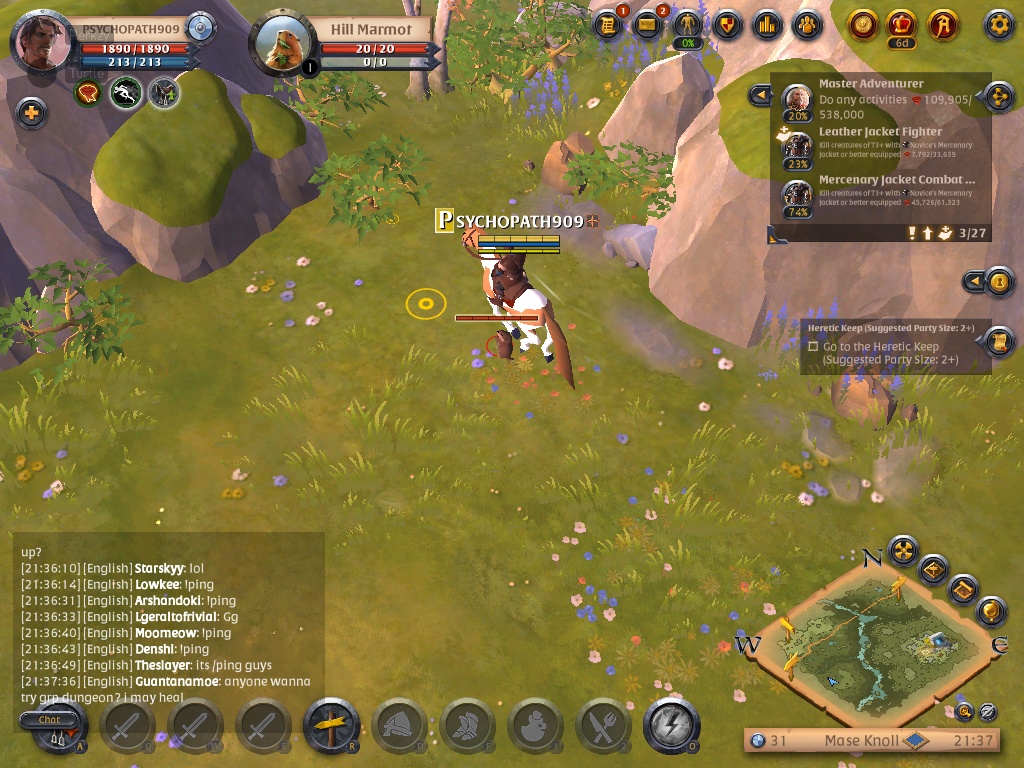 PSYCHOPATH909
1890/1890
213/213
Hill Marmot
20/20
0/0
I
1
2
0%
6d
Master Adventurer
Do any activities 109,905/
538,000
20%
Leather Jacket Fighter
Kill creatures of T3+ with Novice's Mercenary
Jacket or better equipped 7,792/33,639
23%
Mercenary Jacket Combat ...
Kill creatures of T3+ with Novice's Mercenary
Jacket or better equipped 45,726/61,323
74%
3/27
PSYCHOPATH909
Heretic Keep (Suggested Party Size: 2+)
Go to the Heretic Keep
(Suggested Party Size: 2+)
up?
[21:36:10] [English] Starskyy: lol
[21:36:14] [English] Lowkee: !ping
[21:36:31] [English] Arshandoki: !ping
[21:36:33] [English] Lgeraltofrivial: Gg
[21:36:40] [English] Moomeow: !ping
[21:36:43] [English] Denshi: !ping
[21:36:49] [English] Theslayer: its /ping guys
[21:37:36] [English] Guantanamoe: anyone wanna
try grp dungeon? i may heal
Chat
A
Q
W
E
R
D
F
2
O
N
W
E
31 Mase Knoll 21:37